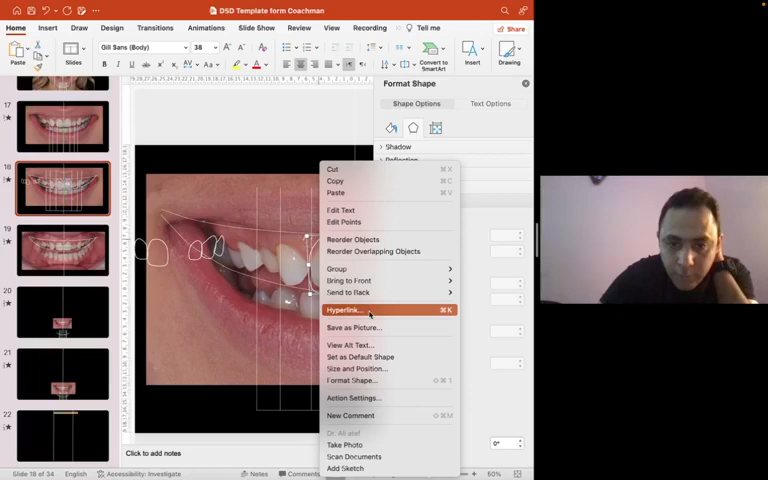 DSD Template form Coachman
Home Insert Draw Design Transitions Animations Slide Show Review View Recording Tell me Share
Paste Slides Gill Sans (Body) 38 Convert to SmartArt Insert Drawing
B I U ab
Format Shape
Shape Options Text Options
Shadow
Reflection
17
18
19
20
21
22
Cut ⌘X
Copy ⌘C
Paste ⌘V
Edit Text
Edit Points
Reorder Objects
Reorder Overlapping Objects
Group
Bring to Front
Send to Back
Hyperlink... ⌘K
Save as Picture...
View Alt Text...
Set as Default Shape
Size and Position...
Format Shape... ⇧⌘1
Action Settings...
New Comment ⇧⌘M
Dr. Ali atef
Take Photo
Scan Documents
Add Sketch
0°
Click to add notes
Slide 18 of 34 English Accessibility: Investigate Notes Comments 50%